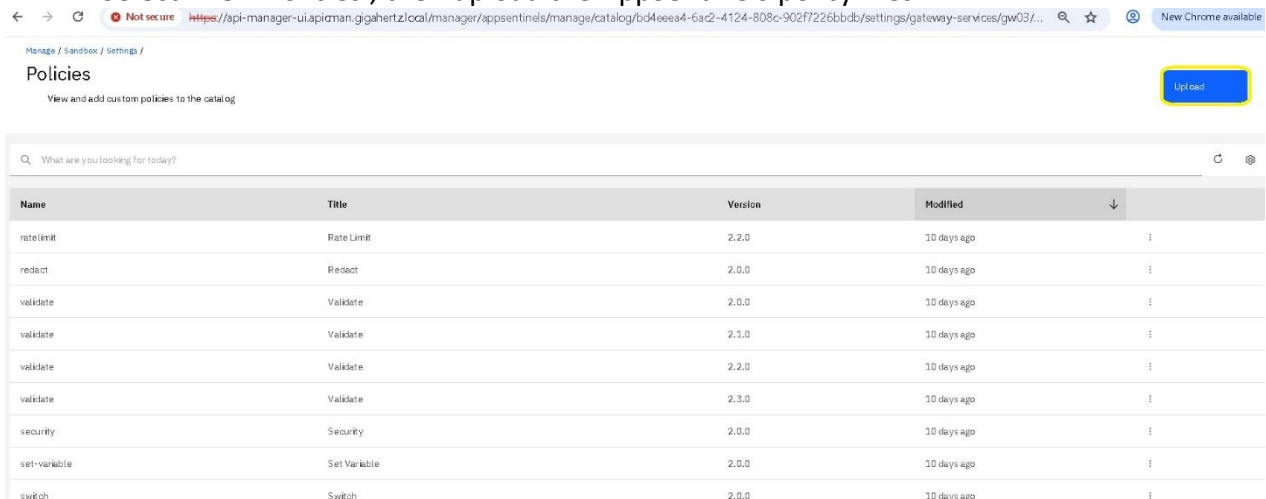 Not secure https://api-manager-ui.apicman.gigahertz.local/manager/appsentinels/manage/catalog/bd4eeea4-6ac2-4124-808c-902f7226bbdb/settings/gateway-services/gw03/... New Chrome available
Manage / Sandbox / Settings /
Policies
View and add custom policies to the catalog
Upload
What are you looking for today?
Name Title Version Modified
ratelimit Rate Limit 2.2.0 10 days ago
redact Redact 2.0.0 10 days ago
validate Validate 2.0.0 10 days ago
validate Validate 2.1.0 10 days ago
validate Validate 2.2.0 10 days ago
validate Validate 2.3.0 10 days ago
security Security 2.0.0 10 days ago
set-variable Set Variable 2.0.0 10 days ago
switch Switch 2.0.0 10 days ago